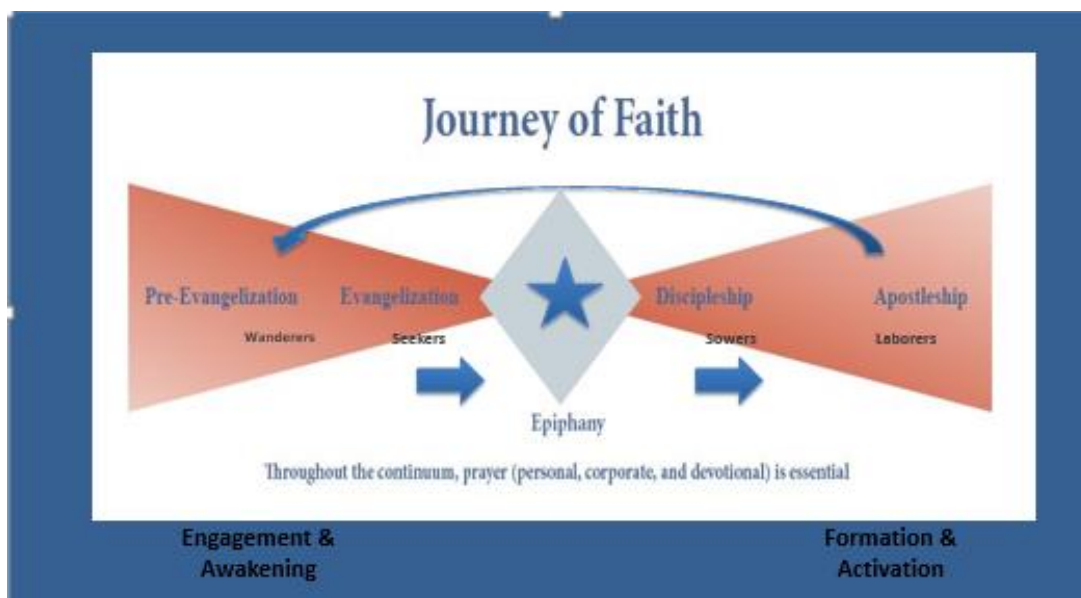 Journey of Faith
Pre-Evangelization Evangelization Discipleship Apostleship
Wanderers Seekers Sowers Laborers
Epiphany
Throughout the continuum, prayer (personal, corporate, and devotional) is essential
Engagement &
Awakening
Formation &
Activation